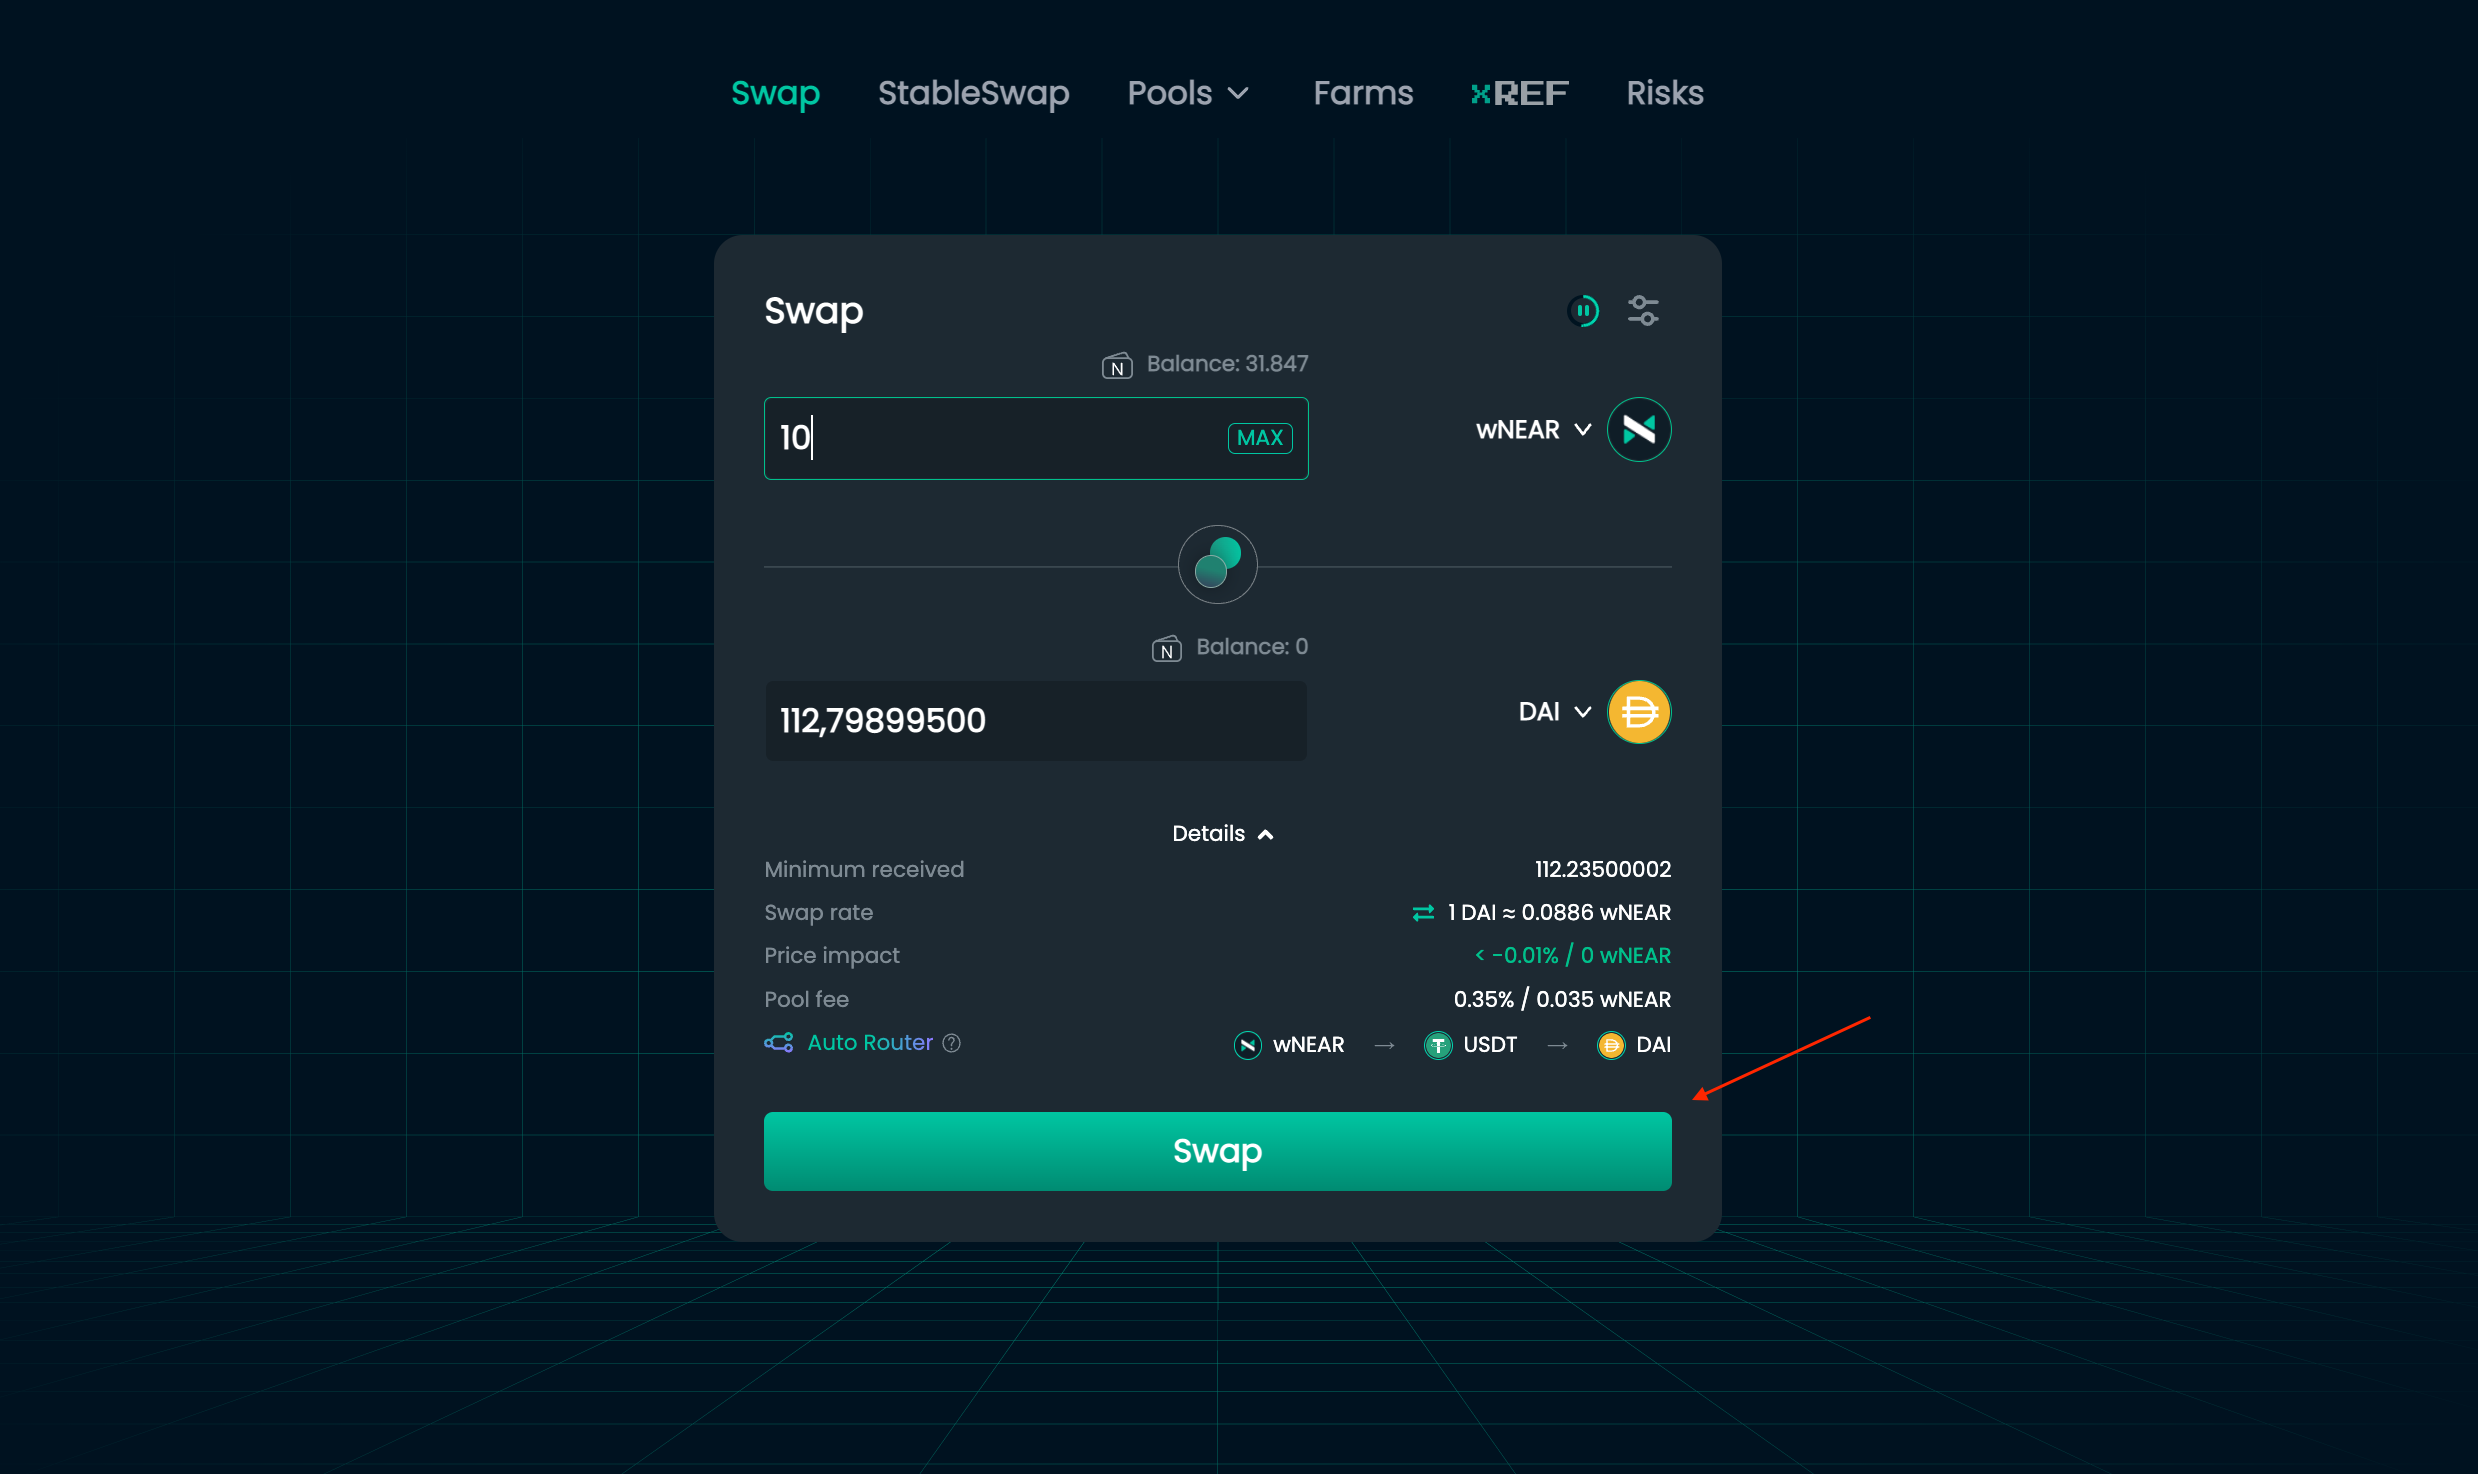 Swap StableSwap Pools Farms xREF Risks
Swap
N Balance: 31.847
10 MAX wNEAR
N Balance: 0
112,79899500 DAI
Details
Minimum received 112.23500002
Swap rate 1 DAI ≈ 0.0886 wNEAR
Price impact < -0.01% / 0 wNEAR
Pool fee 0.35% / 0.035 wNEAR
Auto Router ? wNEAR → USDT → DAI
Swap